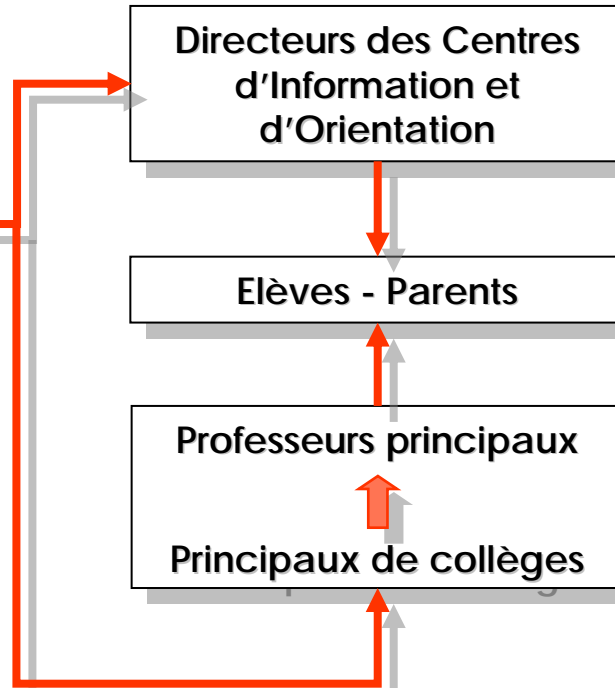 Directeurs des Centres
d’Information et
d’Orientation
Elèves - Parents
Professeurs principaux
Principaux de collèges